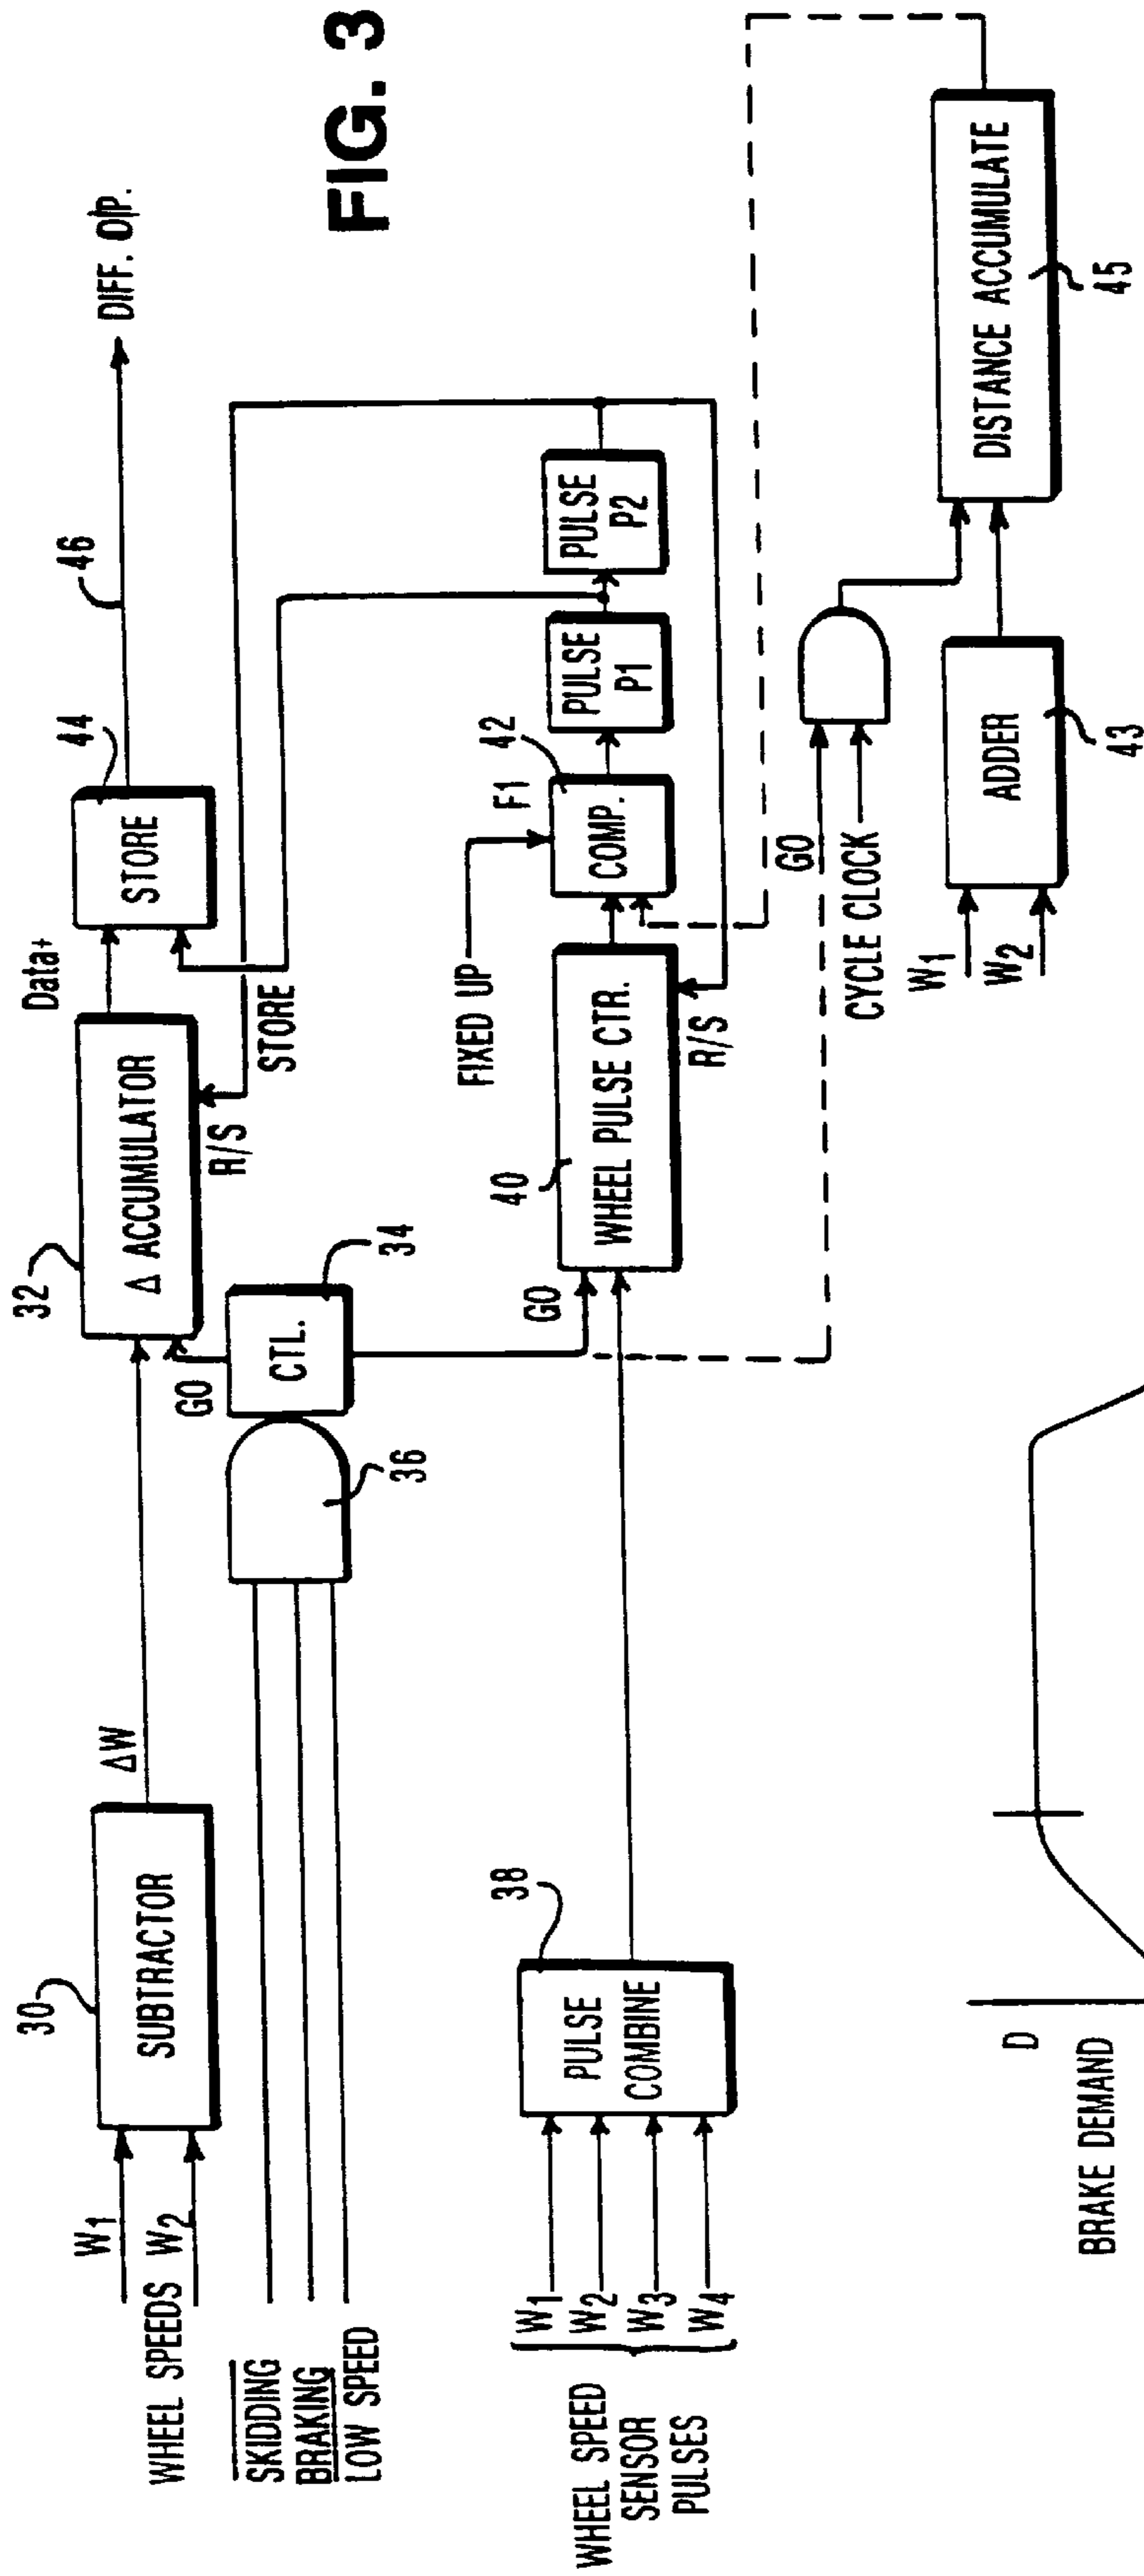 FIG. 3
30
SUBTRACTOR
W1
WHEEL SPEEDS
W2
ΔW
32
Δ ACCUMULATOR
R/S
Data+
44
STORE
STORE
46
DIFF. O/P.
SKIDDING
BRAKING
LOW SPEED
36
GO
CTL.
34
GO
WHEEL SPEED
SENSOR
PULSES
W1
W2
W3
W4
38
PULSE
COMBINE
40
WHEEL PULSE CTR.
R/S
FIXED UP
F1
42
COMP.
PULSE
P1
PULSE
P2
GO
CYCLE CLOCK
W1
W2
ADDER
43
DISTANCE ACCUMULATE
45
D
BRAKE DEMAND